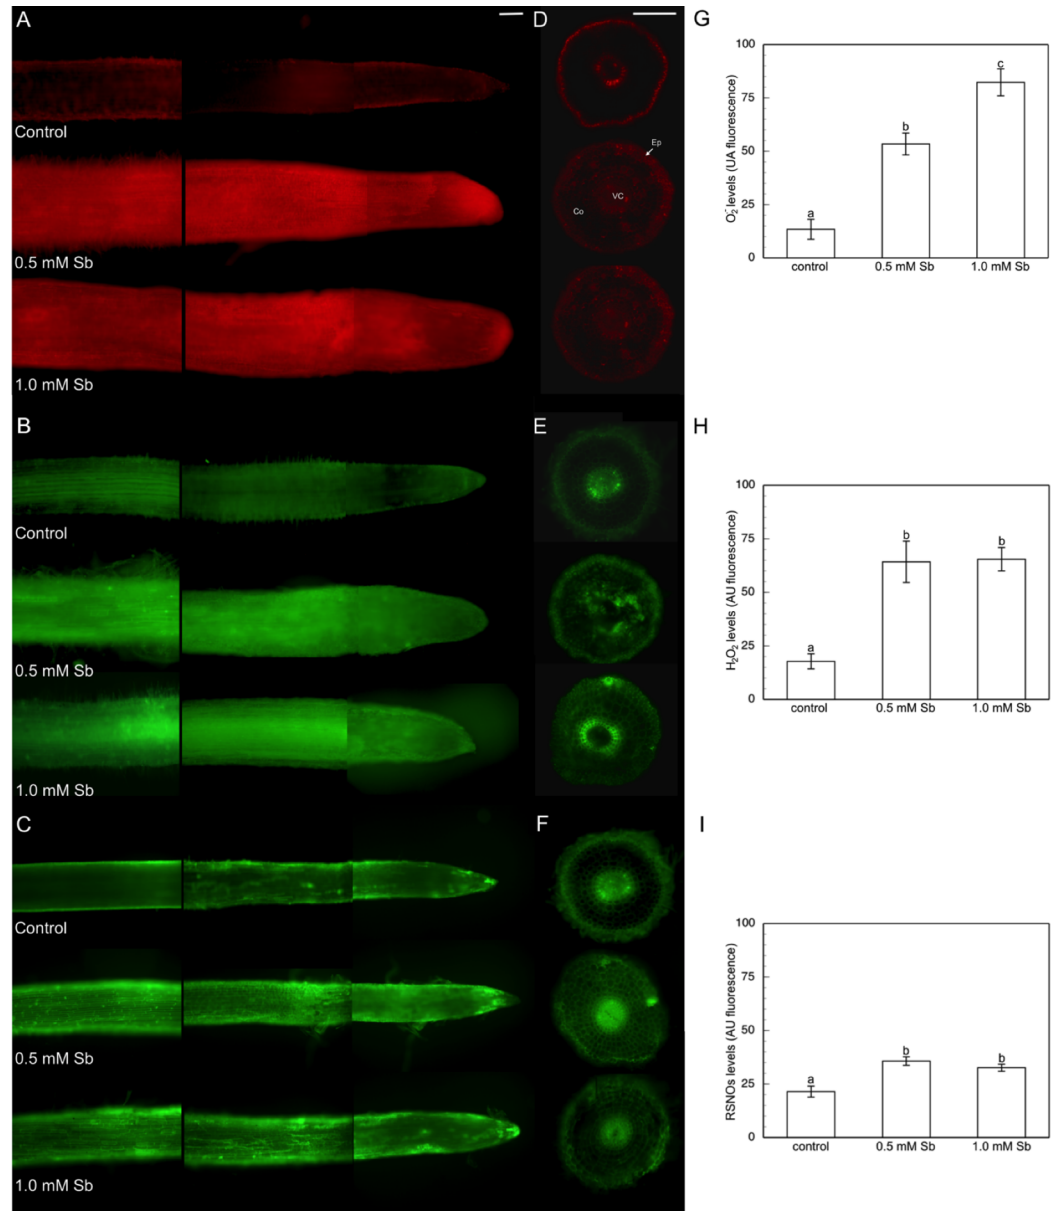 A
Control
0.5 mM Sb
1.0 mM Sb
D
Ep
VC
Co
G
100
75
50
25
0
O₂⁻ levels (UA fluorescence)
a
b
c
control
0.5 mM Sb
1.0 mM Sb
B
Control
0.5 mM Sb
1.0 mM Sb
E
H
100
75
50
25
0
H₂O₂ levels (AU fluorescence)
a
b
b
control
0.5 mM Sb
1.0 mM Sb
C
Control
0.5 mM Sb
1.0 mM Sb
F
I
100
75
50
25
0
RSNOs levels (AU fluorescence)
a
b
b
control
0.5 mM Sb
1.0 mM Sb